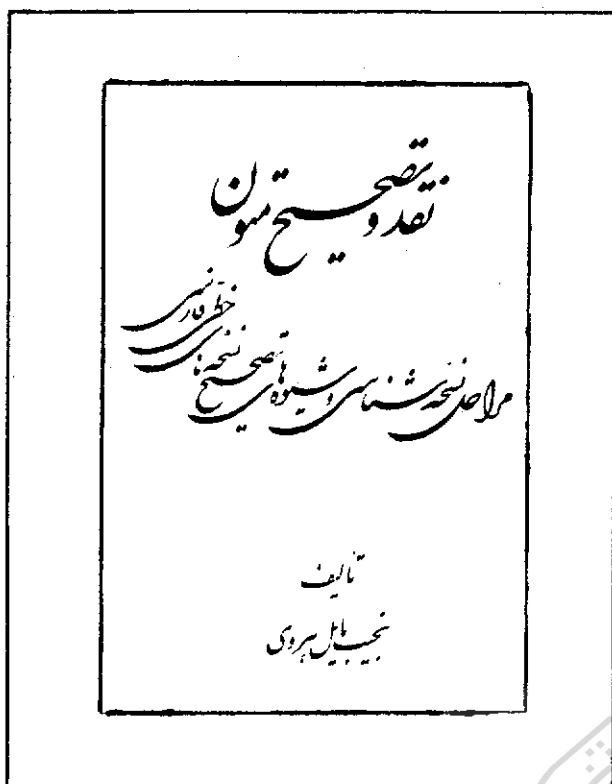 نقد و تصحیح متون
مراحل نسخه‌شناسی و شیوه‌های تصحیح نسخه‌های خطی فارسی
تألیف
نجیب مایل هروی